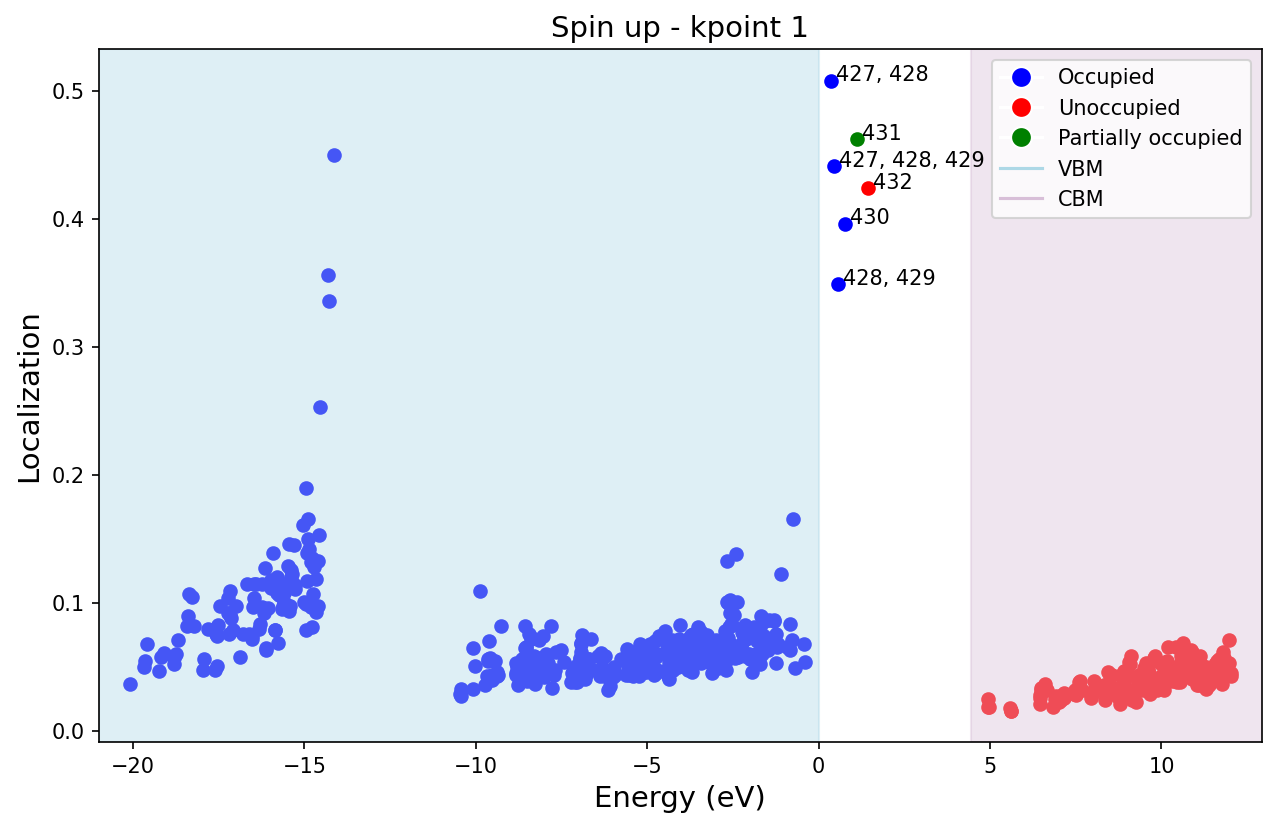 Spin up - kpoint 1
Localization
0.5
0.4
0.3
0.2
0.1
0.0
427, 428
431
427, 428, 429
432
430
428, 429
Occupied
Unoccupied
Partially occupied
VBM
CBM
−20
−15
−10
−5
0
5
10
Energy (eV)